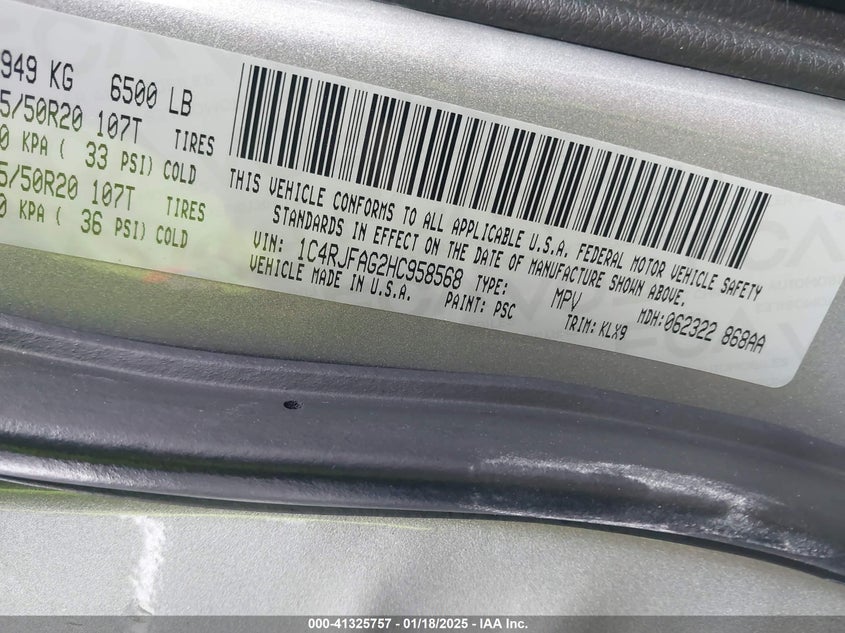 949 KG 6500 LB
5/50R20 107T TIRES
0 KPA ( 33 PSI) COLD
5/50R20 107T TIRES
0 KPA ( 36 PSI) COLD
THIS VEHICLE CONFORMS TO ALL APPLICABLE U.S.A. FEDERAL MOTOR VEHICLE SAFETY
STANDARDS IN EFFECT ON THE DATE OF MANUFACTURE SHOWN ABOVE.
VIN: 1C4RJFAG2HC958568 TYPE: MPV MDH:062322 868AA
VEHICLE MADE IN U.S.A. PAINT: PSC TRIM: KLX9
000-41325757 - 01/18/2025 - IAA Inc.